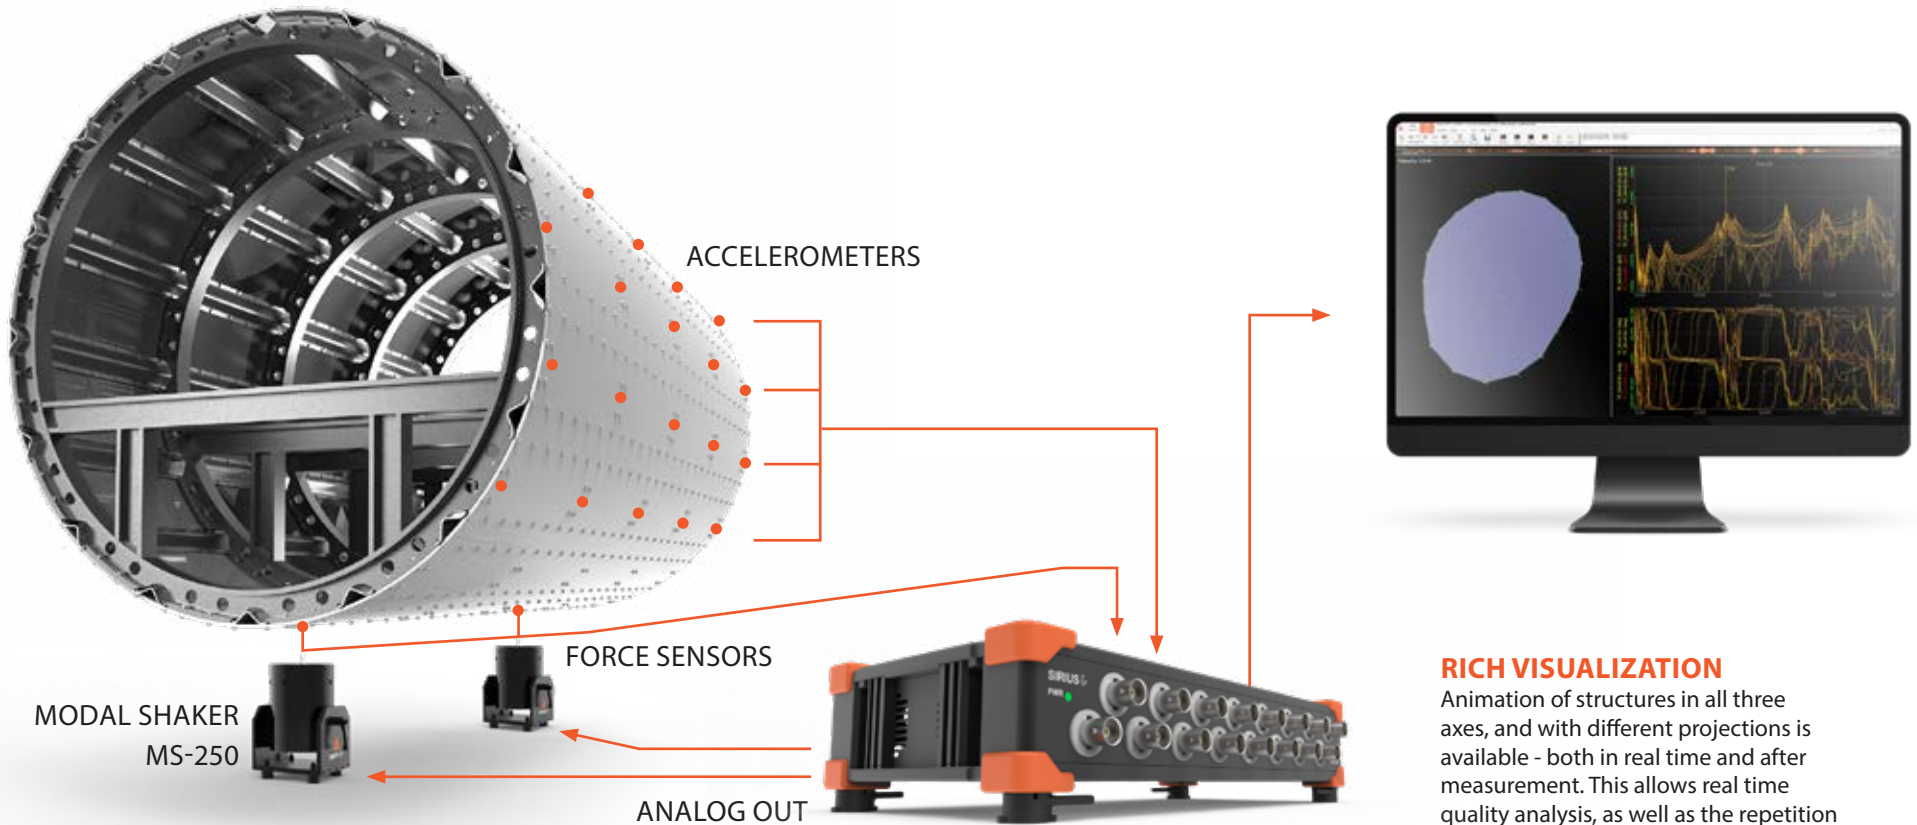 ACCELEROMETERS
FORCE SENSORS
MODAL SHAKER
MS-250
ANALOG OUT
SIRIUS
PWR
RICH VISUALIZATION
Animation of structures in all three
axes, and with different projections is
available - both in real time and after
measurement. This allows real time
quality analysis, as well as the repetition